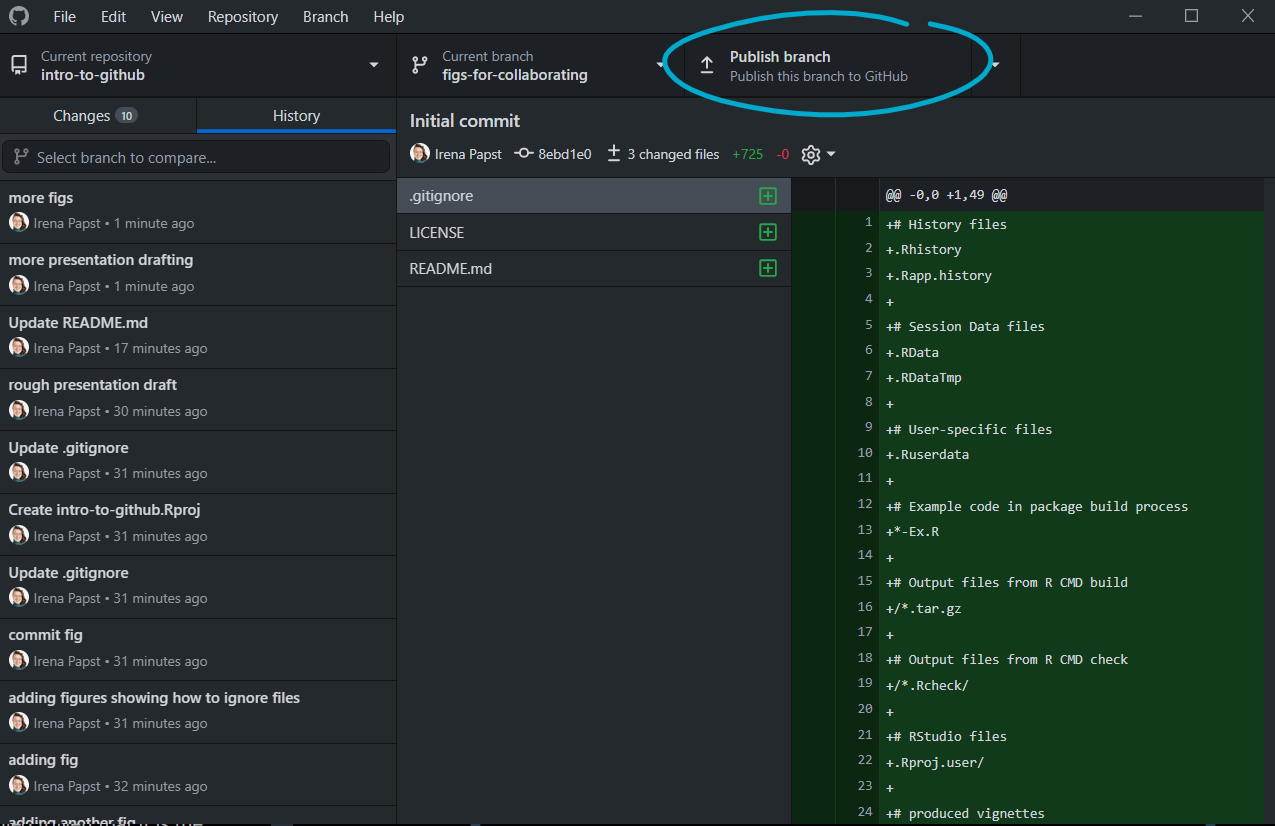 File Edit View Repository Branch Help
Current repository
intro-to-github
Current branch
figs-for-collaborating
Publish branch
Publish this branch to GitHub
Changes 10
History
Select branch to compare...
more figs
Irena Papst • 1 minute ago
more presentation drafting
Irena Papst • 1 minute ago
Update README.md
Irena Papst • 17 minutes ago
rough presentation draft
Irena Papst • 30 minutes ago
Update .gitignore
Irena Papst • 31 minutes ago
Create intro-to-github.Rproj
Irena Papst • 31 minutes ago
Update .gitignore
Irena Papst • 31 minutes ago
commit fig
Irena Papst • 31 minutes ago
adding figures showing how to ignore files
Irena Papst • 31 minutes ago
adding fig
Irena Papst • 32 minutes ago
adding another fig
Initial commit
Irena Papst 8ebd1e0 3 changed files +725 -0
.gitignore
LICENSE
README.md
@@ -0,0 +1,49 @@
1 +# History files
2 +.Rhistory
3 +.Rapp.history
4 +
5 +# Session Data files
6 +.RData
7 +.RDataTmp
8 +
9 +# User-specific files
10 +.Ruserdata
11 +
12 +# Example code in package build process
13 +*-Ex.R
14 +
15 +# Output files from R CMD build
16 +/*.tar.gz
17 +
18 +# Output files from R CMD check
19 +/*.Rcheck/
20 +
21 +# RStudio files
22 +.Rproj.user/
23 +
24 +# produced vignettes